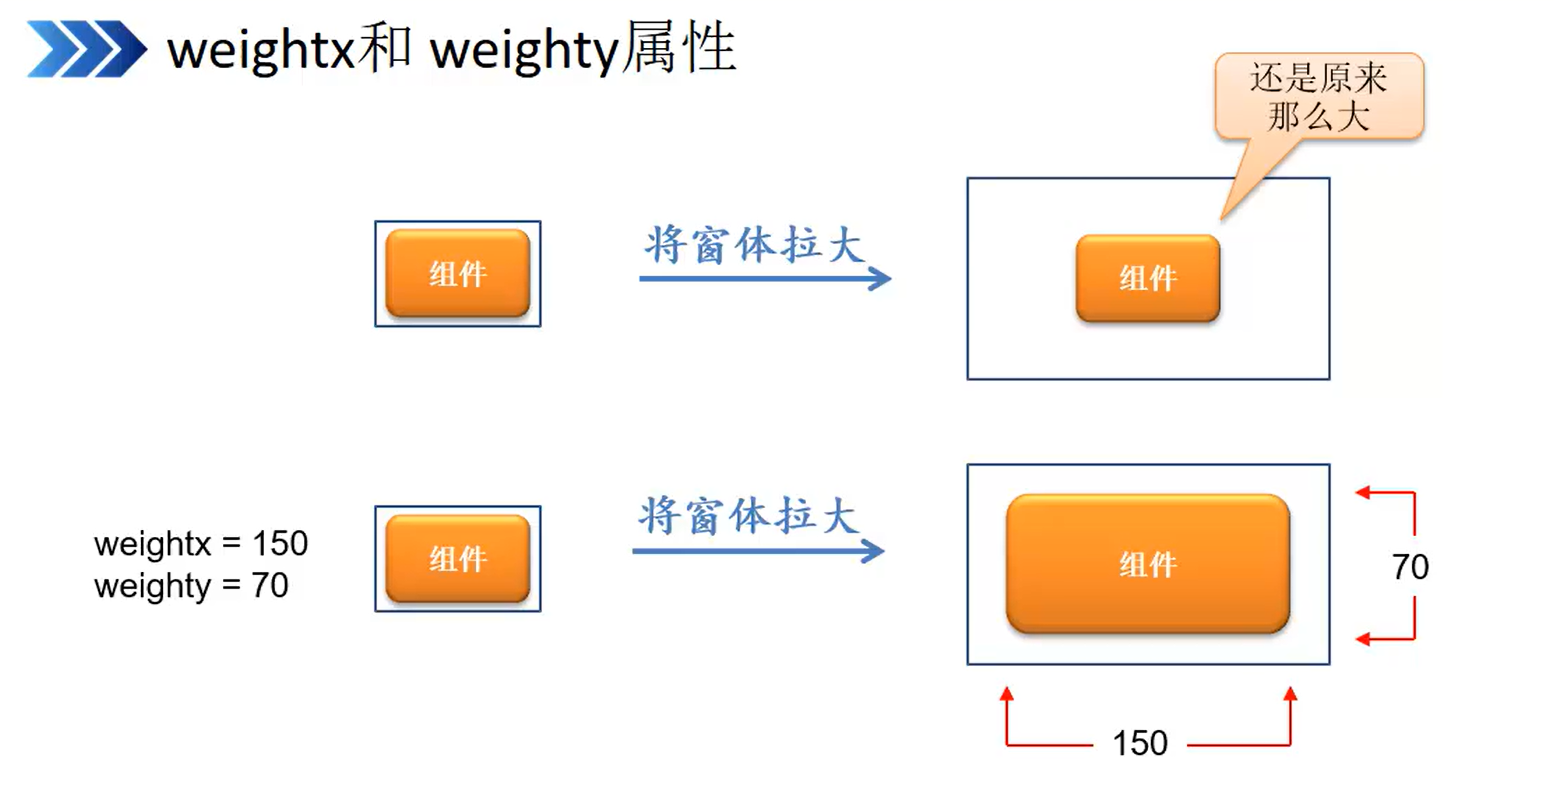 weightx和 weighty属性
还是原来
那么大
组件
将窗体拉大
组件
weightx = 150
weighty = 70
组件
将窗体拉大
组件
70
150